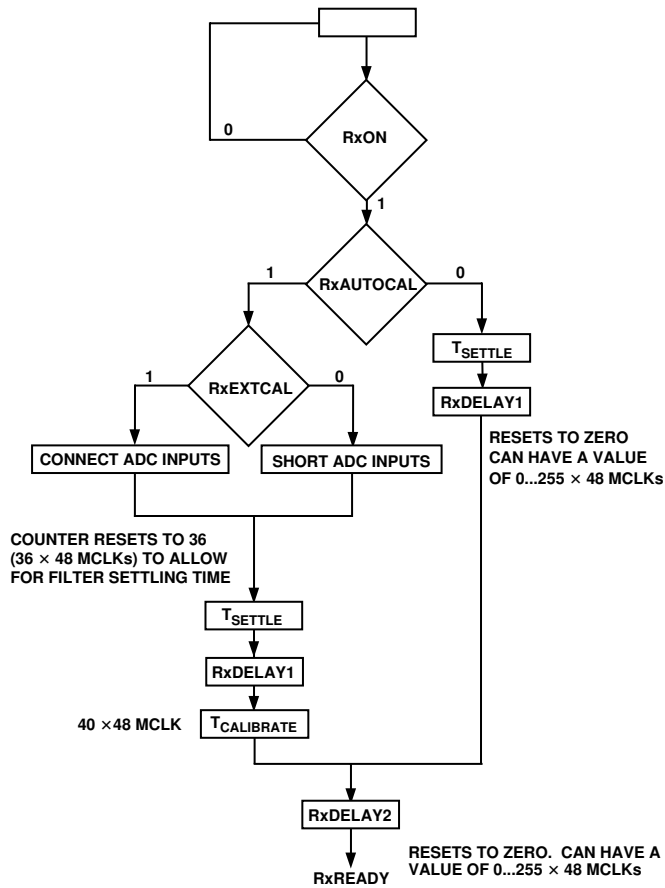 0
RxON
1
1
RxAUTOCAL
0
TSETTLE
1
RxEXTCAL
0
RxDELAY1
CONNECT ADC INPUTS
SHORT ADC INPUTS
RESETS TO ZERO
CAN HAVE A VALUE
OF 0...255 × 48 MCLKs
COUNTER RESETS TO 36
(36 × 48 MCLKs) TO ALLOW
FOR FILTER SETTLING TIME
TSETTLE
RxDELAY1
40 ×48 MCLK
TCALIBRATE
RxDELAY2
RESETS TO ZERO. CAN HAVE A
VALUE OF 0...255 × 48 MCLKs
RxREADY